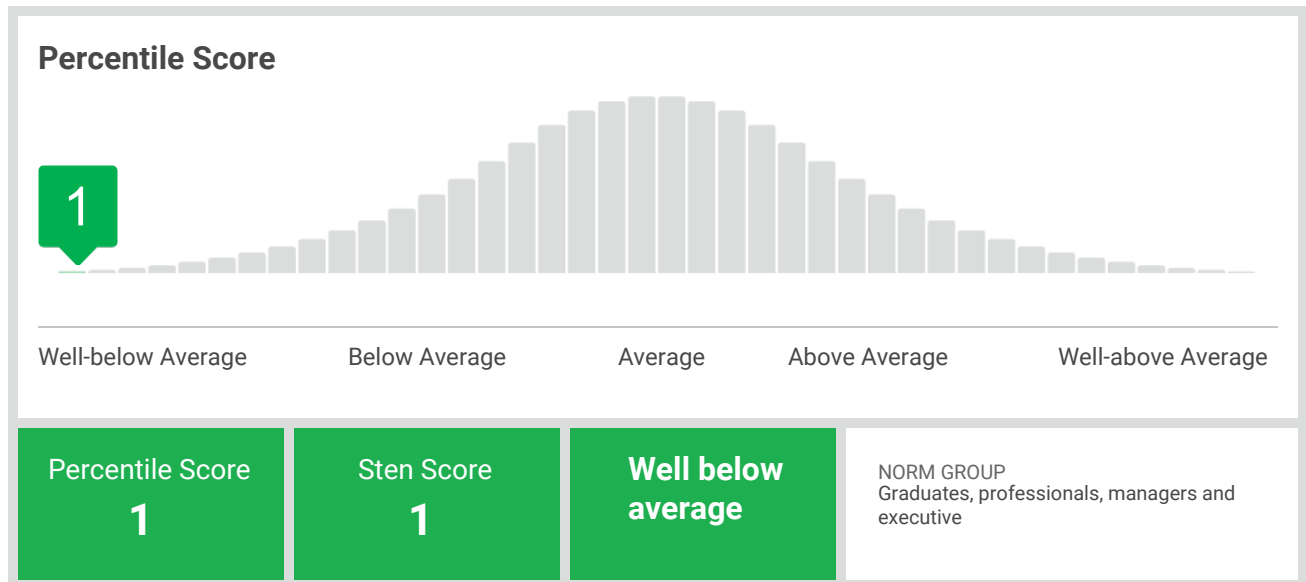 Percentile Score
1
Well-below Average Below Average Average Above Average Well-above Average
Percentile Score
1
Sten Score
1
Well below
average
NORM GROUP
Graduates, professionals, managers and
executive